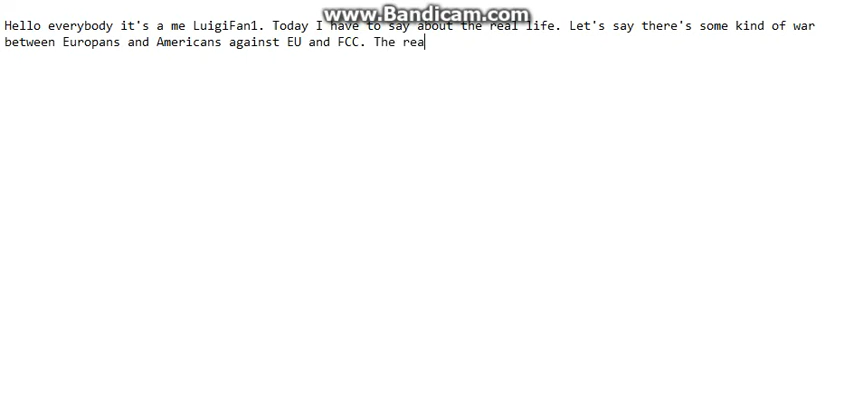 www.Bandicam.com
Hello everybody it's a me LuigiFan1. Today I have to say about the real life. Let's say there's some kind of war
between Europans and Americans against EU and FCC. The rea